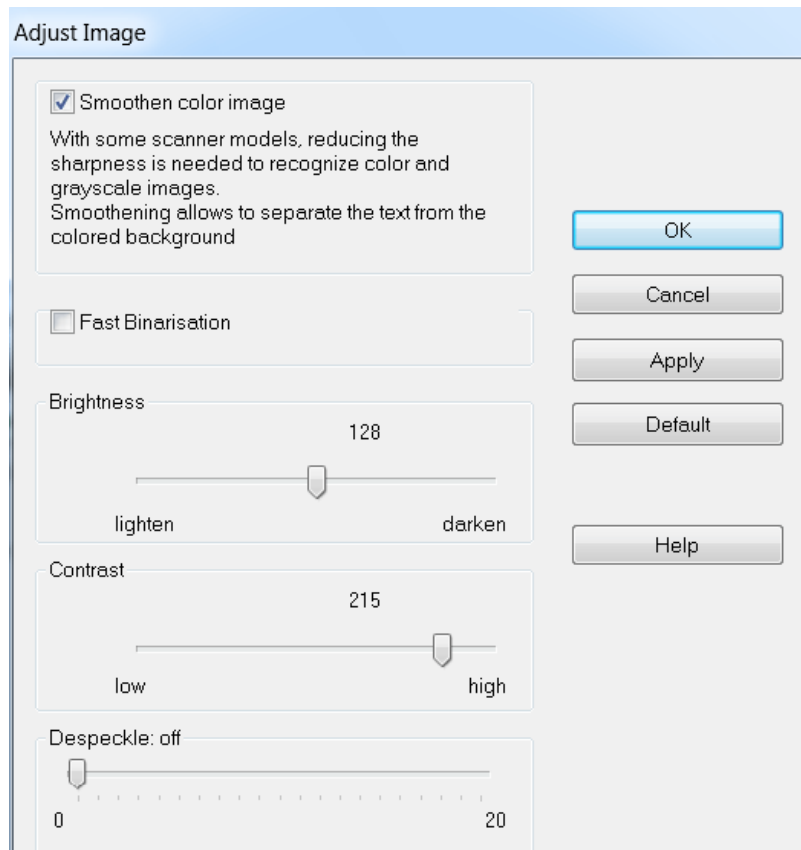 Adjust Image
Smoothen color image
With some scanner models, reducing the
sharpness is needed to recognize color and
grayscale images.
Smoothening allows to separate the text from the
colored background
OK
Cancel
Fast Binarisation
Apply
Brightness
Default
128
lighten darken
Help
Contrast
215
low high
Despeckle: off
0 20